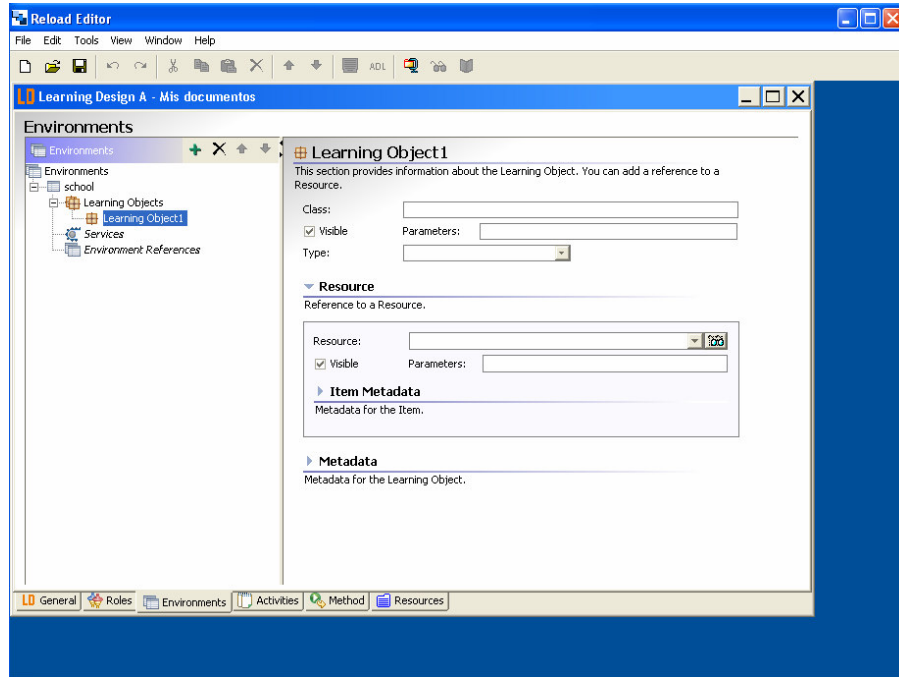 Reload Editor
File Edit Tools View Window Help
ADL
LD Learning Design A - Mis documentos
Environments
Environments
Environments
school
Learning Objects
Learning Object1
Services
Environment References
Learning Object1
This section provides information about the Learning Object. You can add a reference to a
Resource.
Class:
Visible Parameters:
Type:
Resource
Reference to a Resource.
Resource:
Visible Parameters:
Item Metadata
Metadata for the Item.
Metadata
Metadata for the Learning Object.
LD General Roles Environments Activities Method Resources